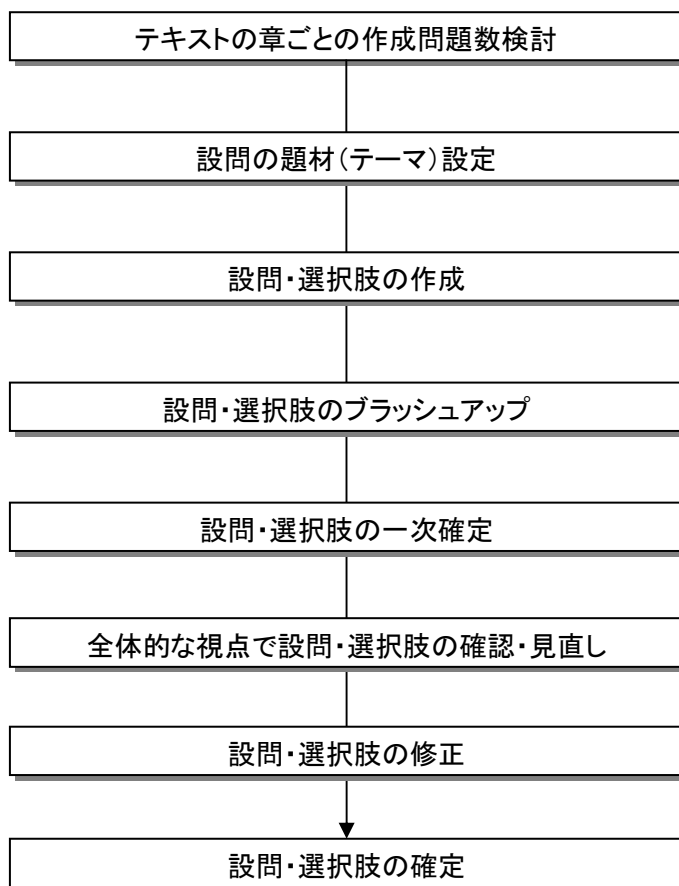 テキストの章ごとの作成問題数検討
設問の題材(テーマ)設定
設問・選択肢の作成
設問・選択肢のブラッシュアップ
設問・選択肢の一次確定
全体的な視点で設問・選択肢の確認・見直し
設問・選択肢の修正
設問・選択肢の確定